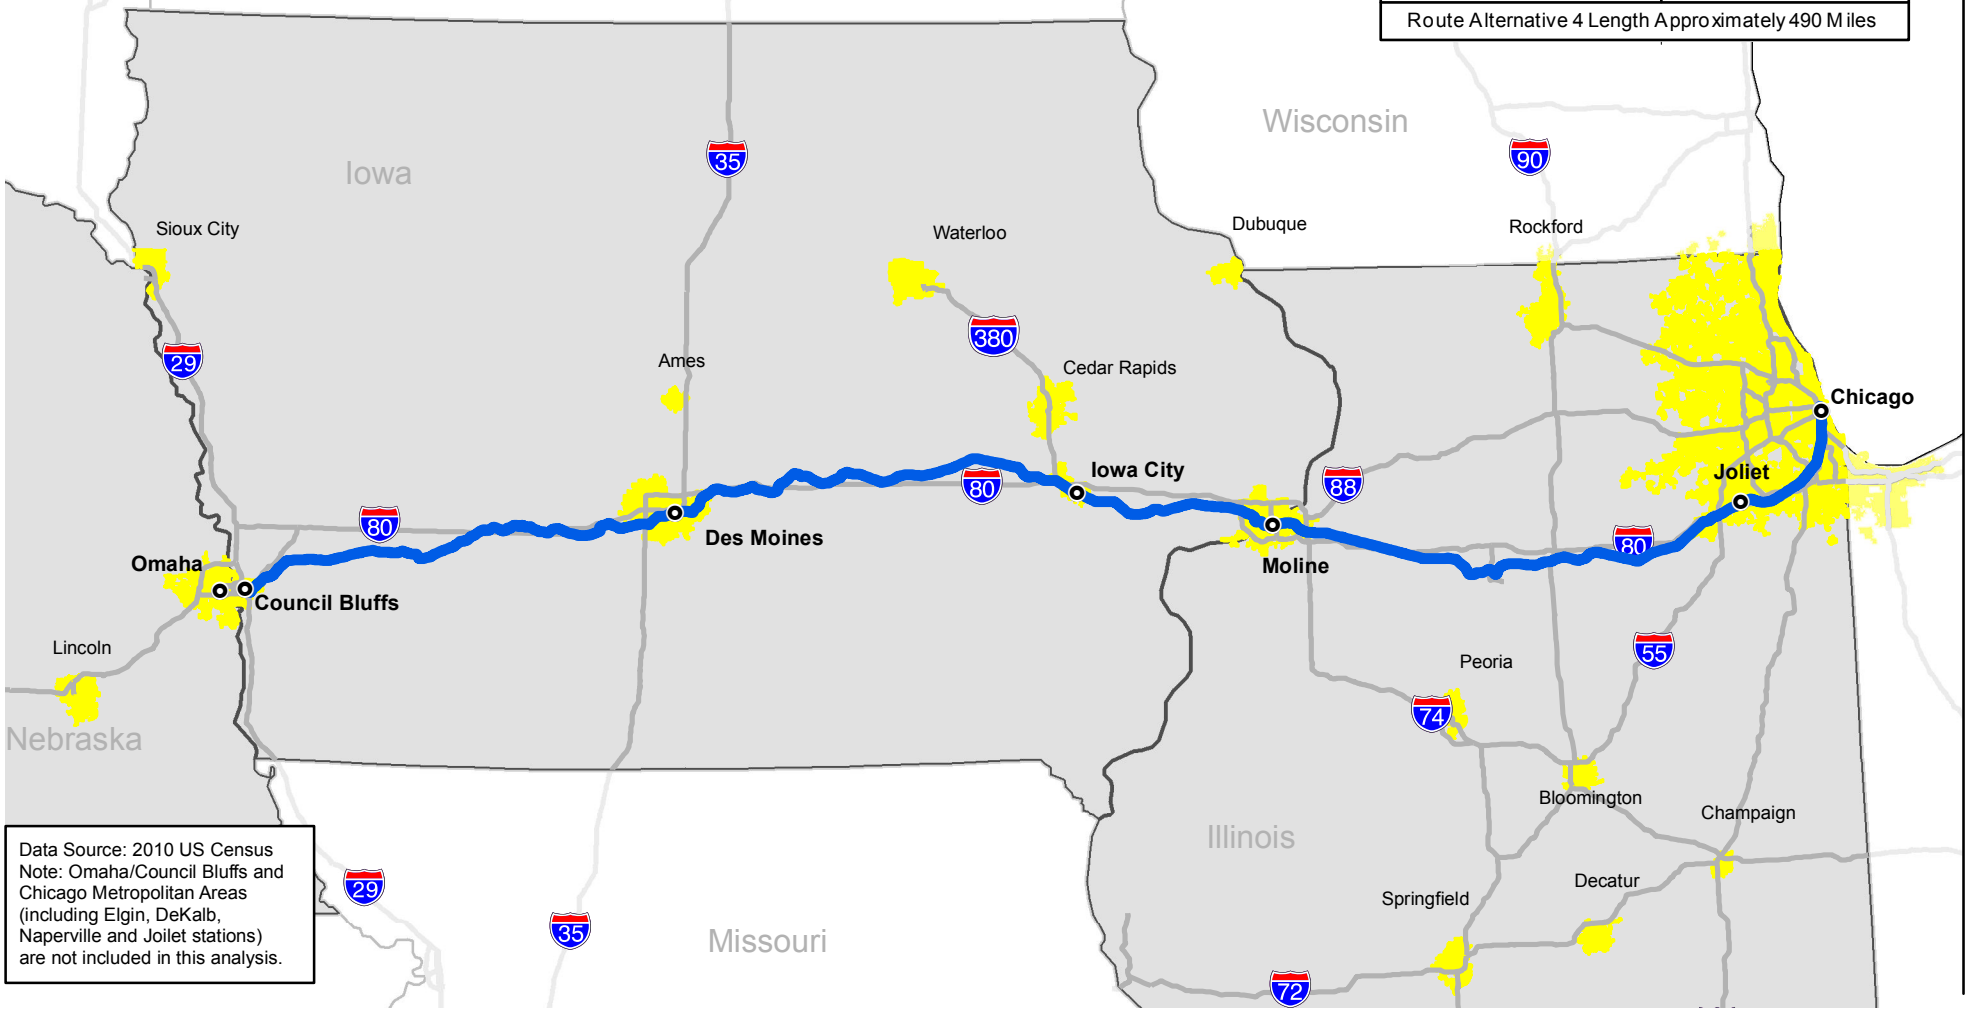 Route Alternative 4 Length Approximately 490 Miles
Wisconsin
Iowa
35
90
Sioux City
Waterloo
Dubuque
Rockford
29
380
Ames
Cedar Rapids
Chicago
Iowa City
Joliet
80
88
80
Des Moines
80
Omaha
Moline
Council Bluffs
Lincoln
55
Peoria
74
Nebraska
Bloomington
Champaign
Illinois
Data Source: 2010 US Census
Note: Omaha/Council Bluffs and
Chicago Metropolitan Areas
(including Elgin, DeKalb,
Naperville and Joilet stations)
are not included in this analysis.
29
Decatur
Springfield
35
Missouri
72